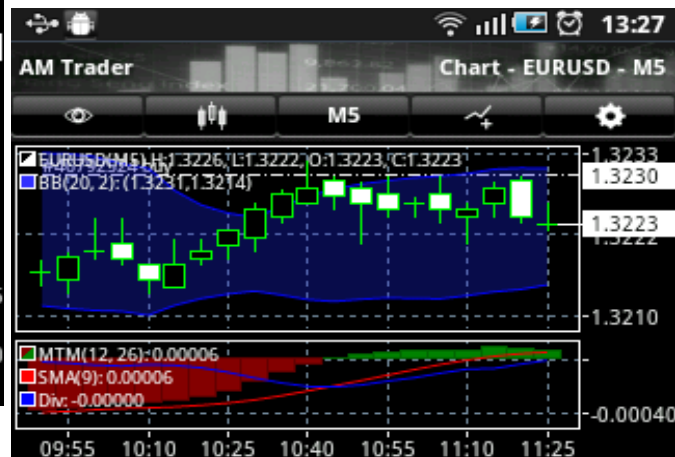 13:27
AM Trader
Chart - EURUSD - M5
M5
EURUSD(M5) H:1.3226, L:1.3222, O:1.3223, C:1.3223
BB(20, 2): (1.3231,1.3214)
1.3233
1.3230
1.3223
1.3222
1.3210
MTM(12, 26): 0.00006
SMA(9): 0.00006
Div: -0.00000
-0.00040
09:55 10:10 10:25 10:40 10:55 11:10 11:25